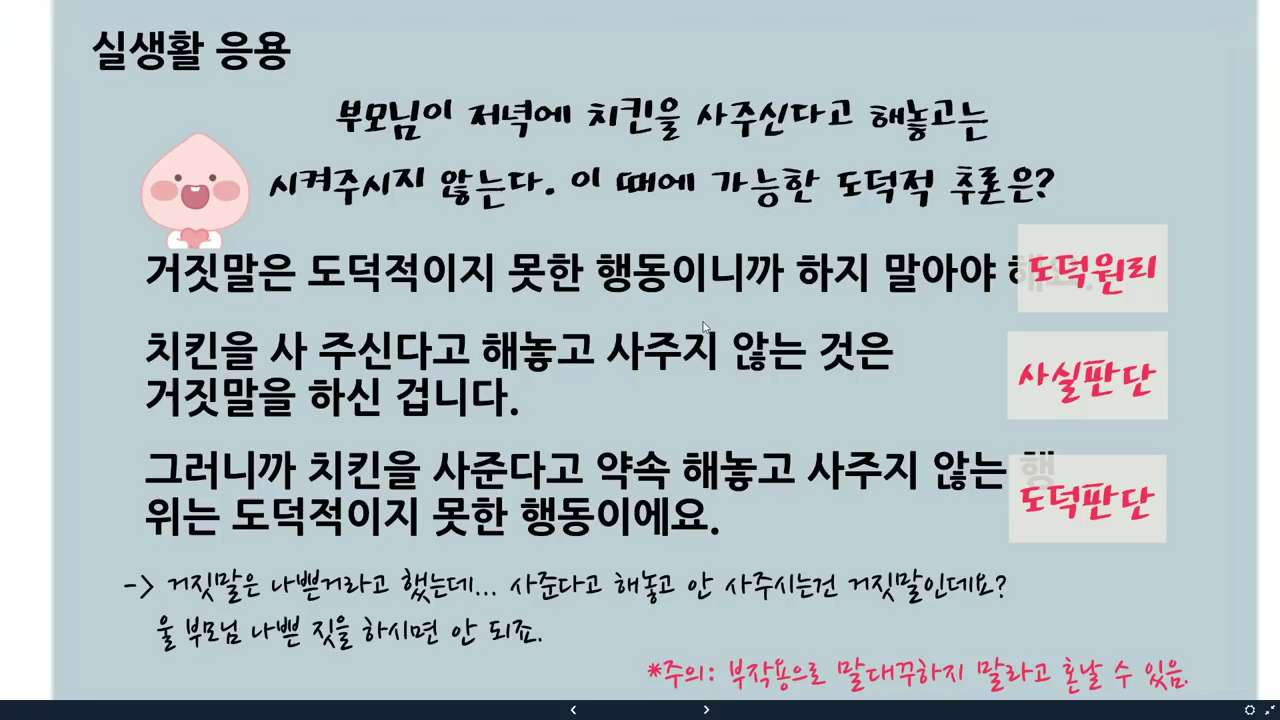 실생활 응용
부모님이 저녁에 치킨을 사주신다고 해놓고는
시켜주시지 않는다. 이 때에 가능한 도덕적 추론은?
거짓말은 도덕적이지 못한 행동이니까 하지 말아야 해요. 도덕원리
치킨을 사 주신다고 해놓고 사주지 않는 것은
거짓말을 하신 겁니다.
사실판단
그러니까 치킨을 사준다고 약속 해놓고 사주지 않는 행
위는 도덕적이지 못한 행동이에요.
도덕판단
-> 거짓말은 나쁜거라고 했는데... 사준다고 해놓고 안 사주시는건 거짓말인데요?
울 부모님 나쁜 짓을 하시면 안 되죠.
*주의: 부작용으로 말대꾸하지 말라고 혼날 수 있음.